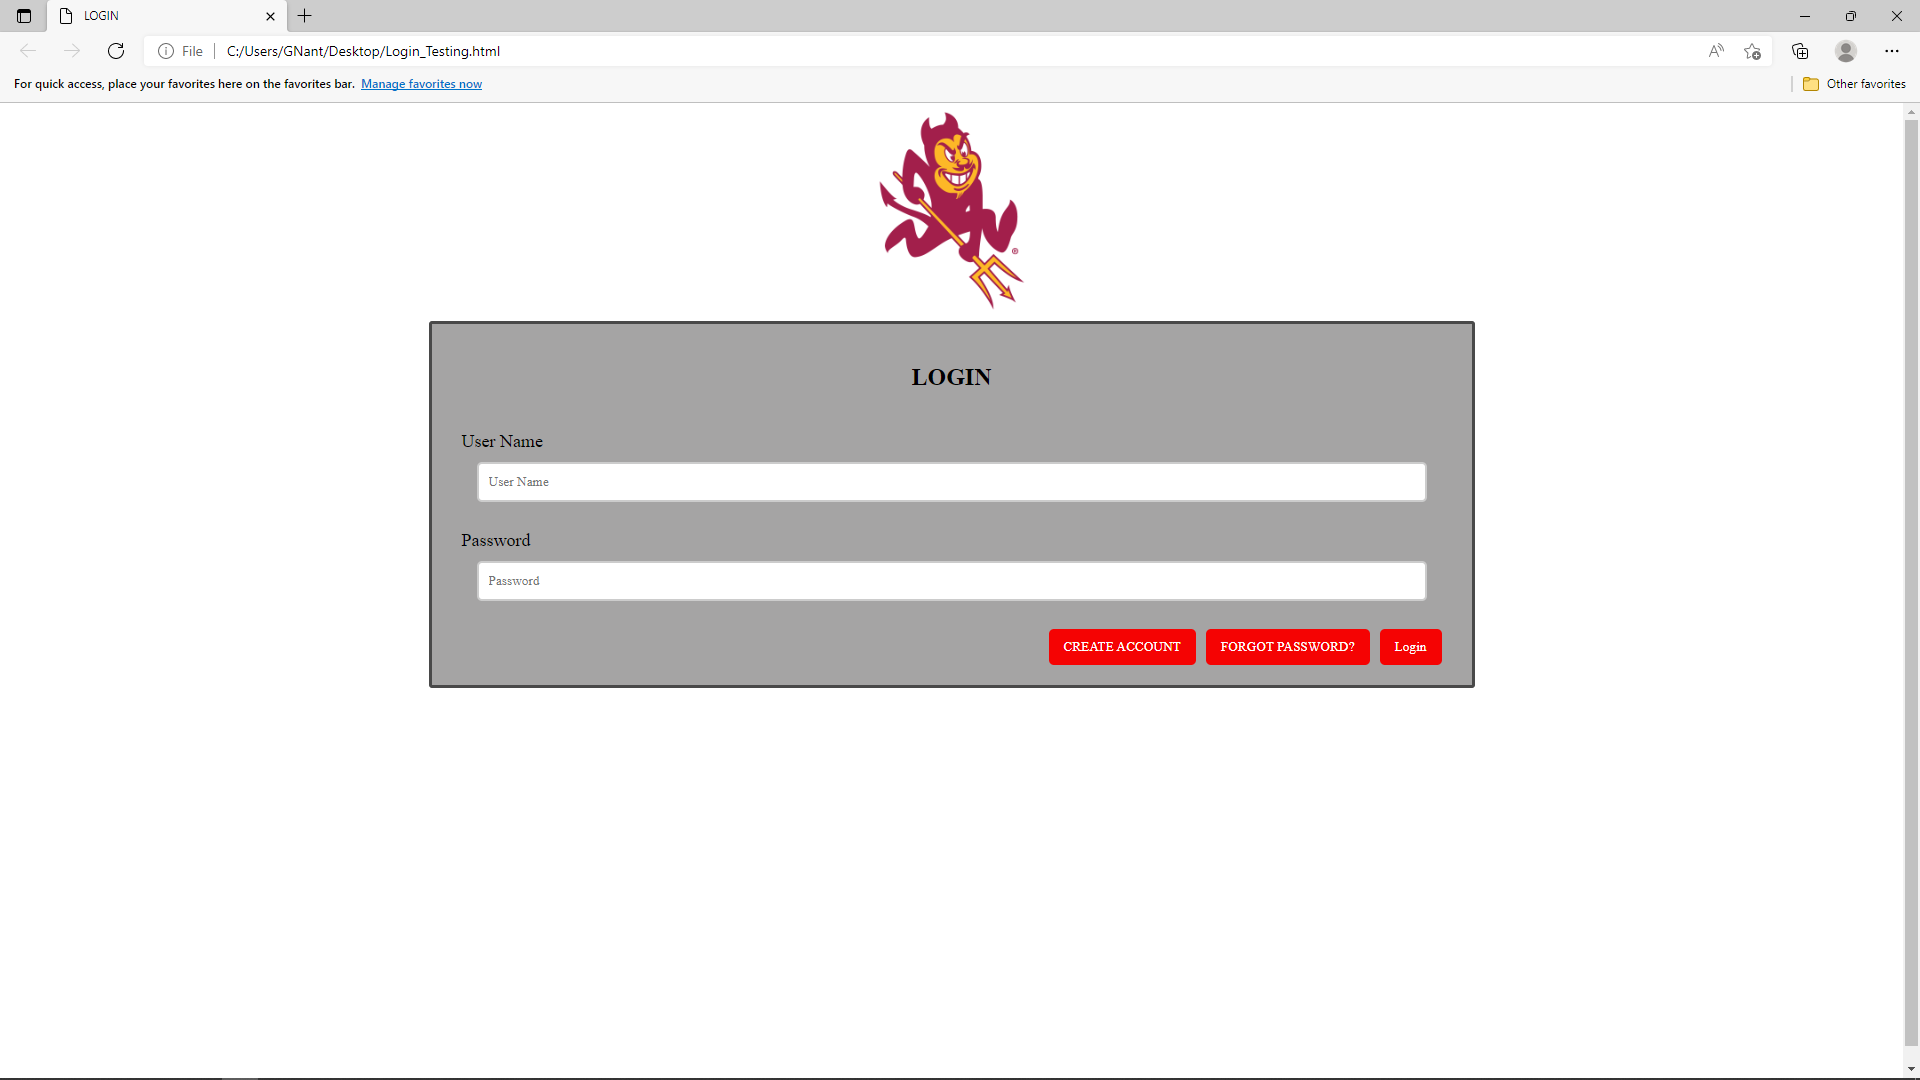 LOGIN
File
C:/Users/GNant/Desktop/Login_Testing.html
For quick access, place your favorites here on the favorites bar. Manage favorites now
Other favorites
®
LOGIN
User Name
User Name
Password
Password
CREATE ACCOUNT
FORGOT PASSWORD?
Login